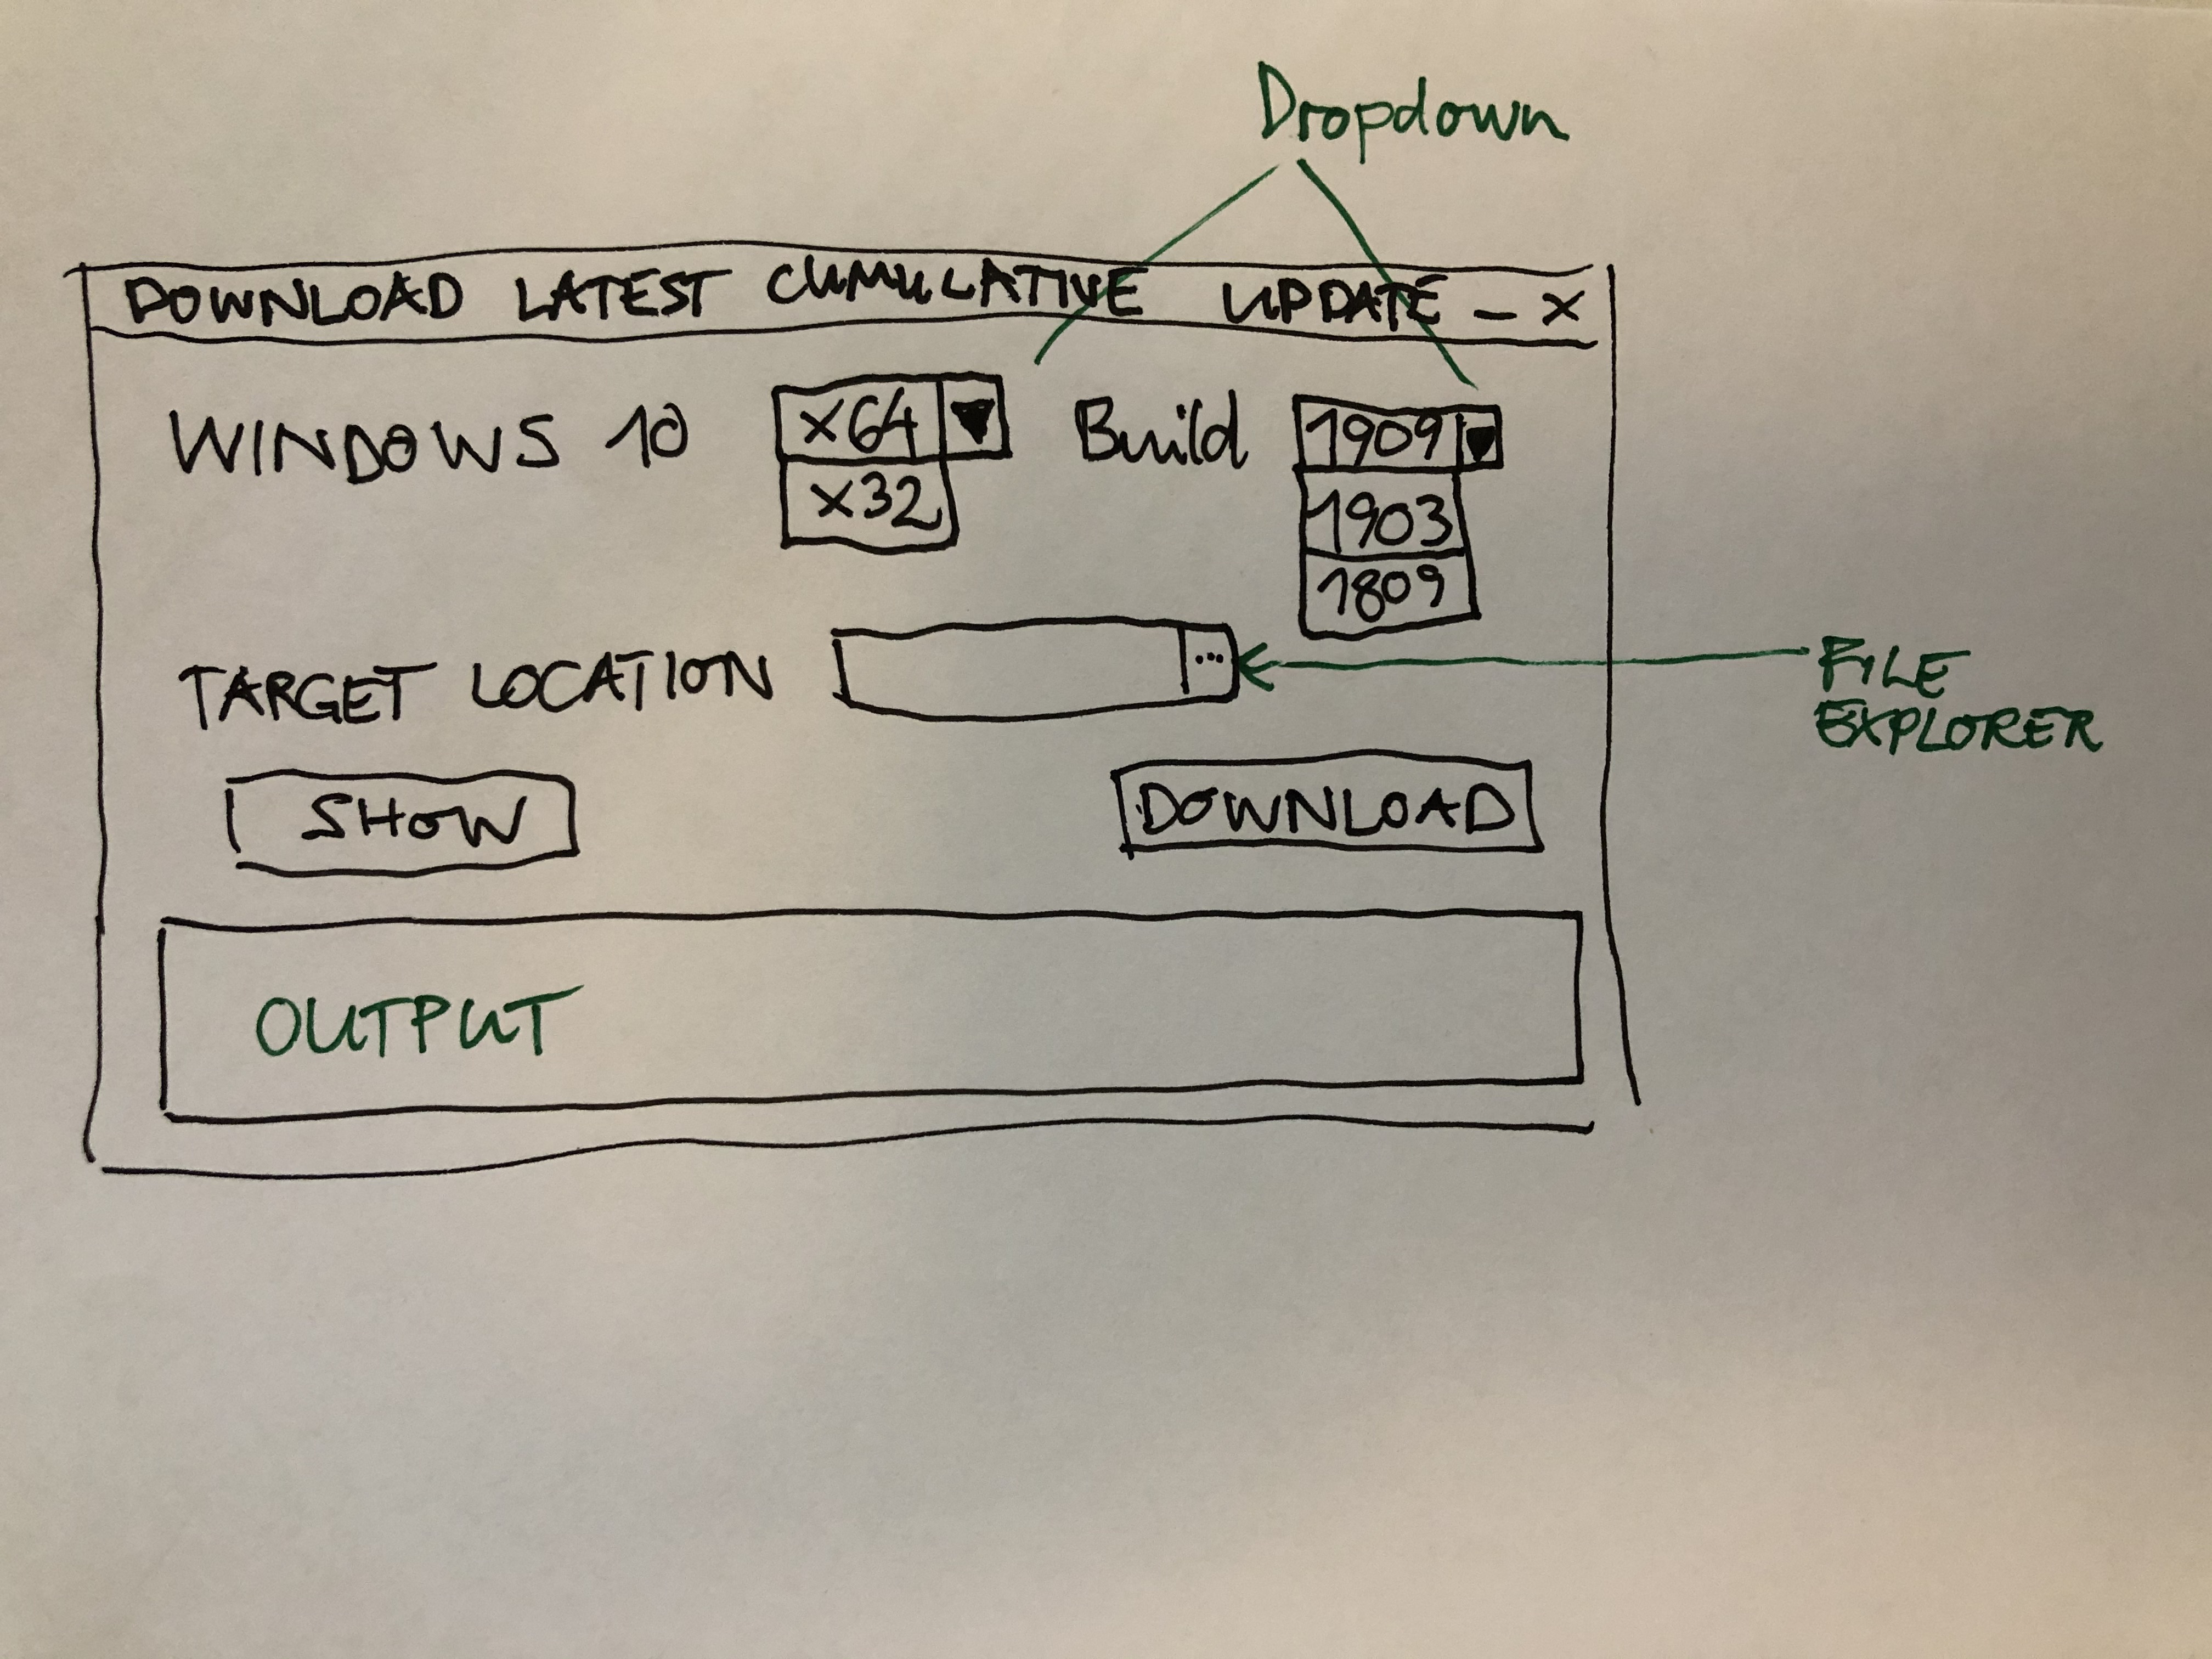 Dropdown
DOWNLOAD LATEST CUMULATIVE UPDATE - X
WINDOWS 10 x64 Build 1909
x32 1903
1809
TARGET LOCATION ...
FILE
EXPLORER
SHOW DOWNLOAD
OUTPUT